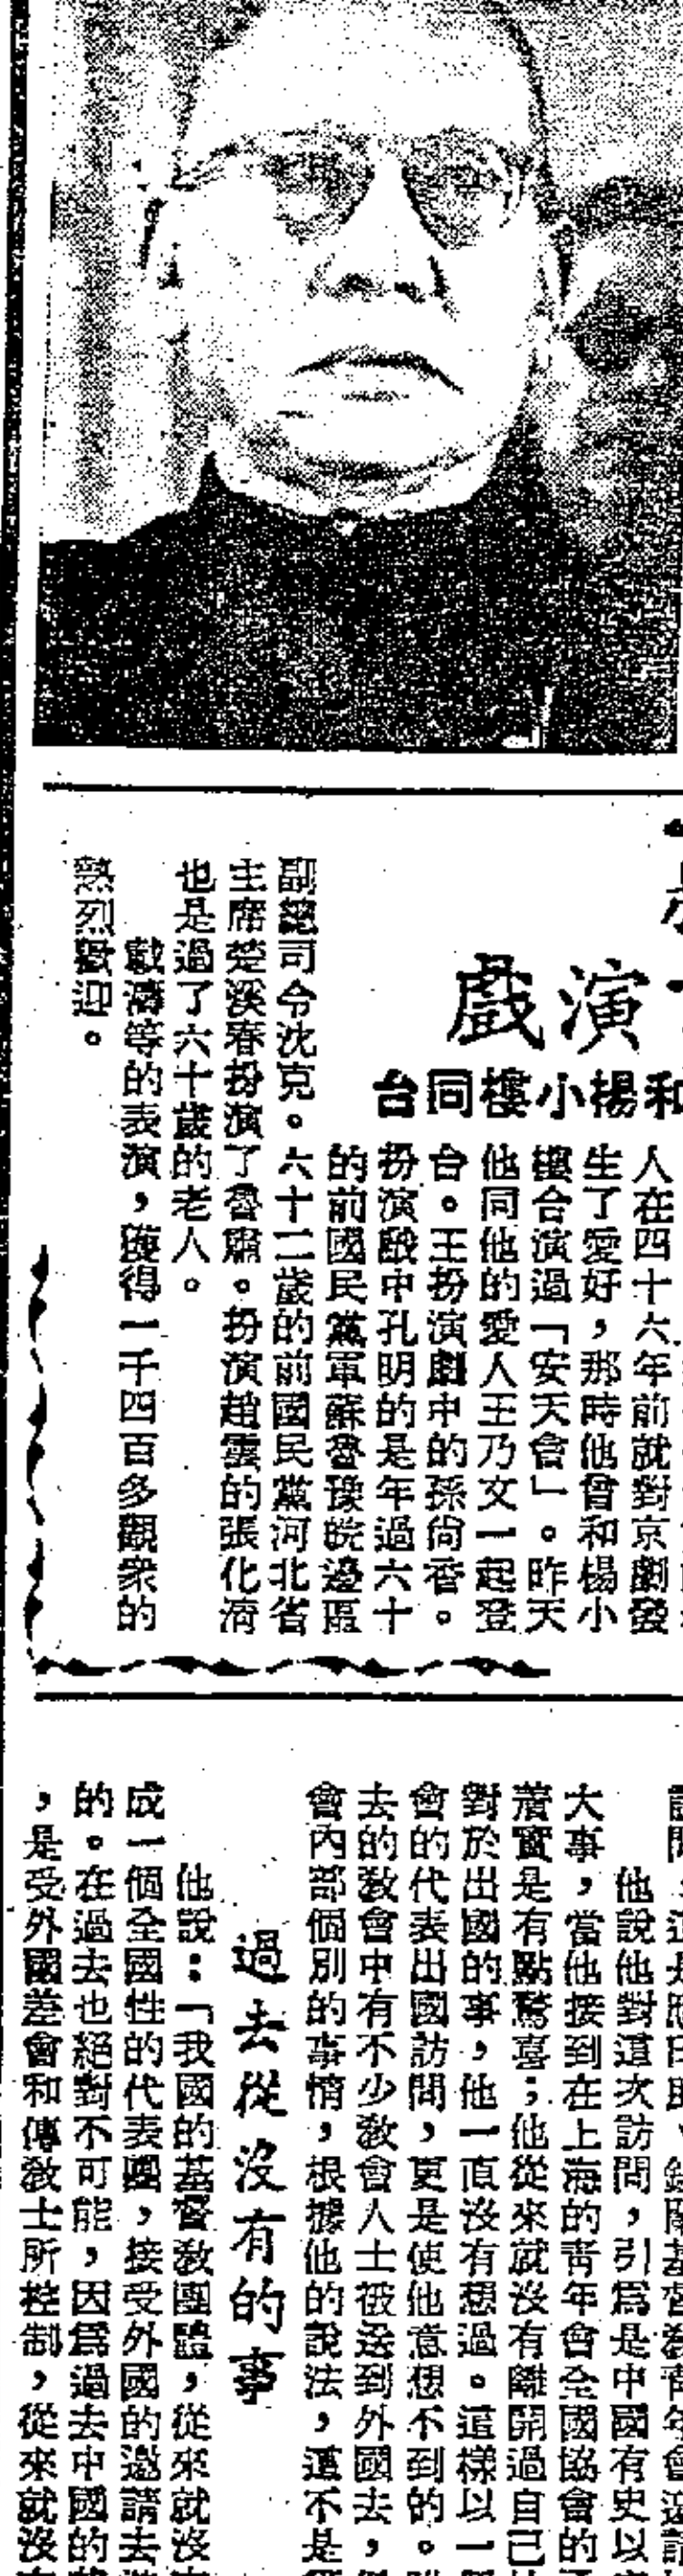 演戲
和楊小樓同台
人在四十六年前就對京劇發
生了愛好，那時他曾和楊小
樓合演過「安天會」。昨天
他同他的愛人王乃文一起登
台。王扮演劇中的孫尚香。
扮演戲中孔明的是年過六十
的前國民黨軍蘇魯豫皖邊區
副總司令沈克。六十二歲的前國民黨河北省
主席楚溪春扮演了魯肅。扮演趙雲的張化濟
也是過了六十歲的老人。
戴濤等的表演，獲得一千四百多觀衆的
熱烈歡迎。
他說他對這次訪問，引爲是中國有史以
大事，當他接到在上海的靑年會全國協會的
實是有點驚喜；他從來就沒有離開過自己
對於出國的事，他一直沒有想過。這樣以一
會的代表出國訪問，更是使他意想不到的。
去的敎會中有不少敎會人士被送到外國去，
會內部個別的事情，根據他的說法，這不是
過去從沒有的事
他說：「我國的基督敎團體，從來就沒
成一個全國性的代表團，接受外國的邀請去
的。在過去也絕對不可能，因爲過去中國的
，是受外國差會和傳敎士所控制，從來就沒